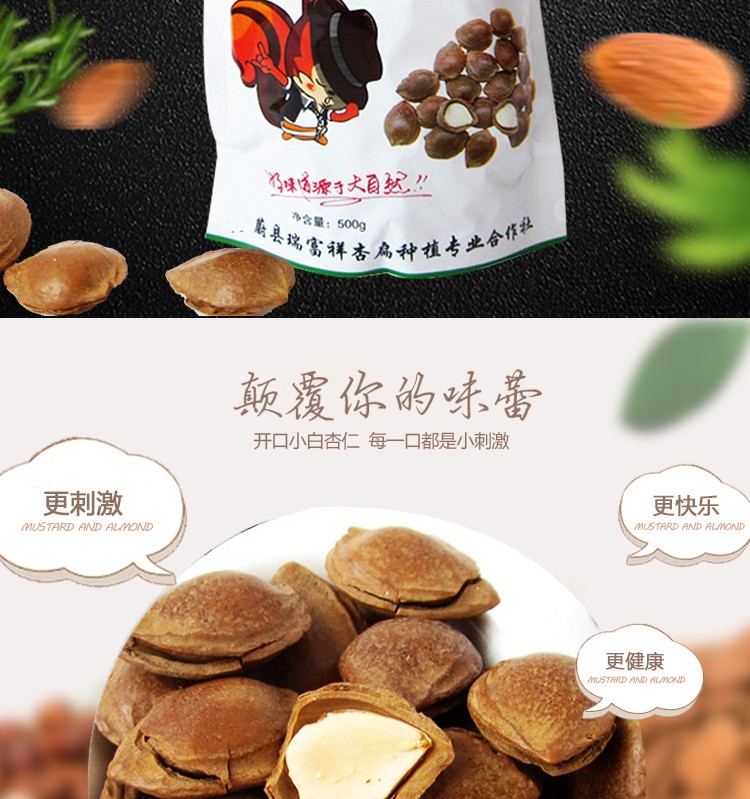 好味道源于大自然!!
净含量：500g
蔚县瑞富祥杏扁种植专业合作社
颠覆你的味蕾
开口小白杏仁 每一口都是小刺激
更刺激
MUSTARD AND ALMOND
更快乐
MUSTARD AND ALMOND
更健康
MUSTARD AND ALMOND